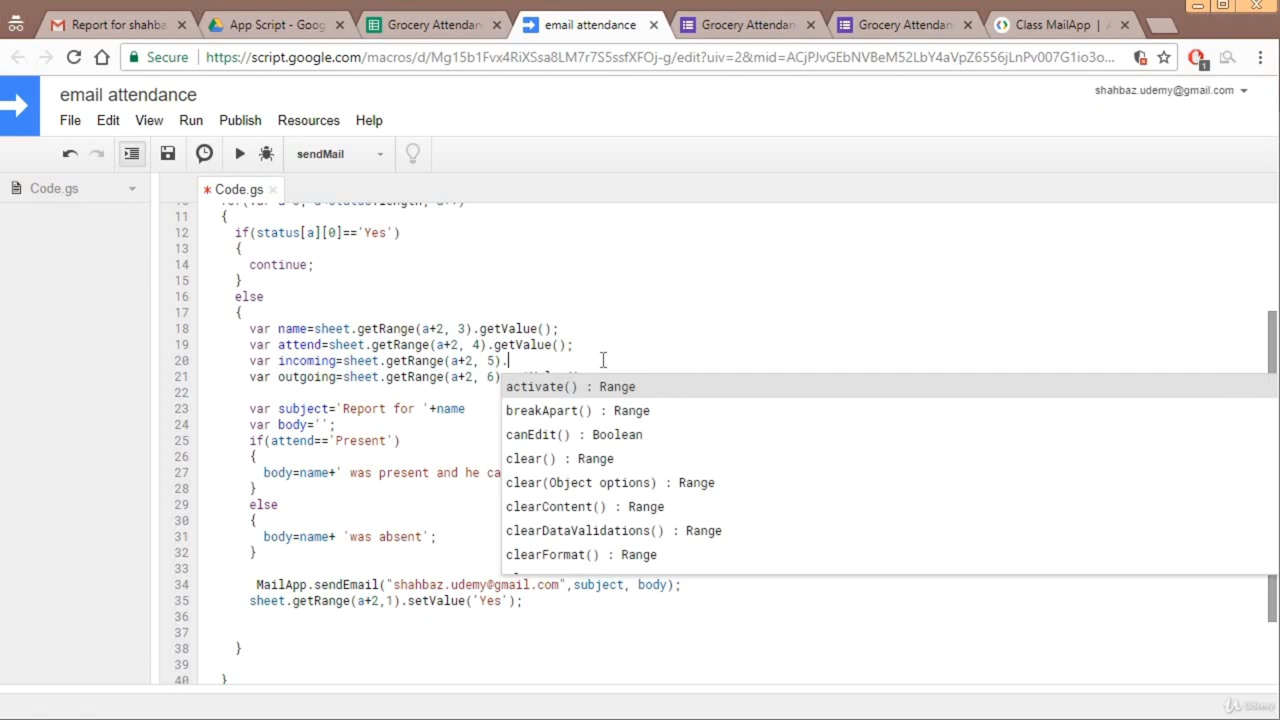 Report for shahba
App Script - Goog
Grocery Attendan
email attendance
Grocery Attendan
Grocery Attendan
Class MailApp | A
Secure
https://script.google.com/macros/d/Mg15b1Fvx4RiXSsa8LM7r7S5ssfXFOj-g/edit?uiv=2&mid=ACjPJvGEbNVBeM52LbY4aVpZ6556jLnPv007G1io3o...
1
email attendance
shahbaz.udemy@gmail.com
File Edit View Run Publish Resources Help
sendMail
Code.gs
* Code.gs
11 {
12 if(status[a][0]=='Yes')
13 {
14 continue;
15 }
16 else
17 {
18 var name=sheet.getRange(a+2, 3).getValue();
19 var attend=sheet.getRange(a+2, 4).getValue();
20 var incoming=sheet.getRange(a+2, 5).
21 var outgoing=sheet.getRange(a+2, 6)
22
23 var subject='Report for '+name
24 var body='';
25 if(attend=='Present')
26 {
27 body=name+' was present and he ca
28 }
29 else
30 {
31 body=name+ 'was absent';
32 }
33
34 MailApp.sendEmail("shahbaz.udemy@gmail.com",subject, body);
35 sheet.getRange(a+2,1).setValue('Yes');
36
37
38 }
39
40 }
activate() : Range
breakApart() : Range
canEdit() : Boolean
clear() : Range
clear(Object options) : Range
clearContent() : Range
clearDataValidations() : Range
clearFormat() : Range
Udemy